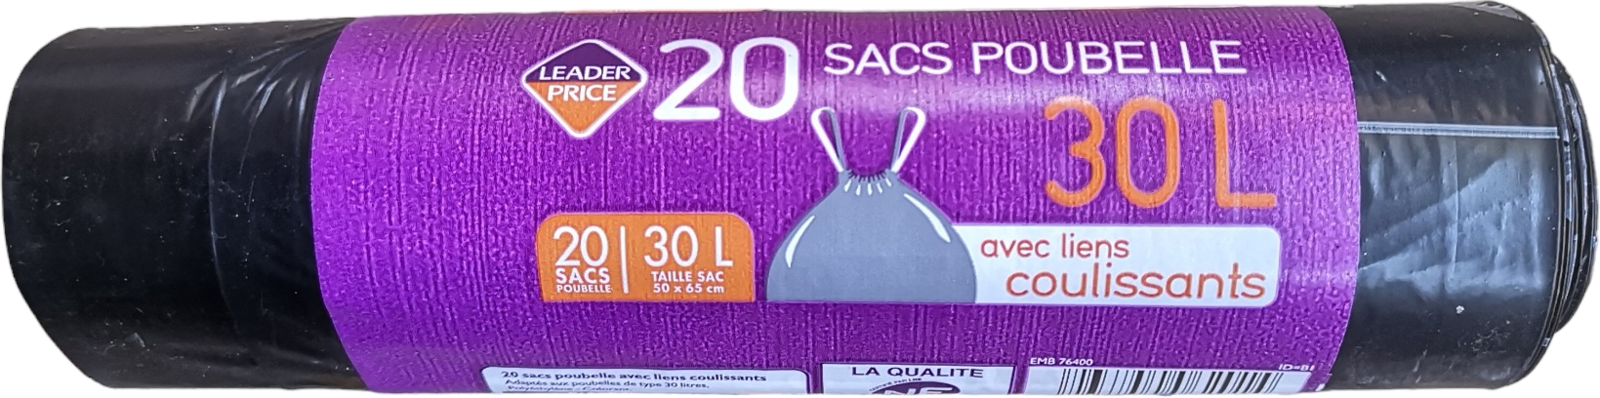 LEADER
PRICE
20 SACS POUBELLE
30 L
20
SACS
POUBELLE
30 L
TAILLE SAC
50 x 65 cm
avec liens
coulissants
20 sacs poubelle avec liens coulissants
Adaptés aux poubelles de type 30 litres.
LA QUALITE
NF
EMB 76400